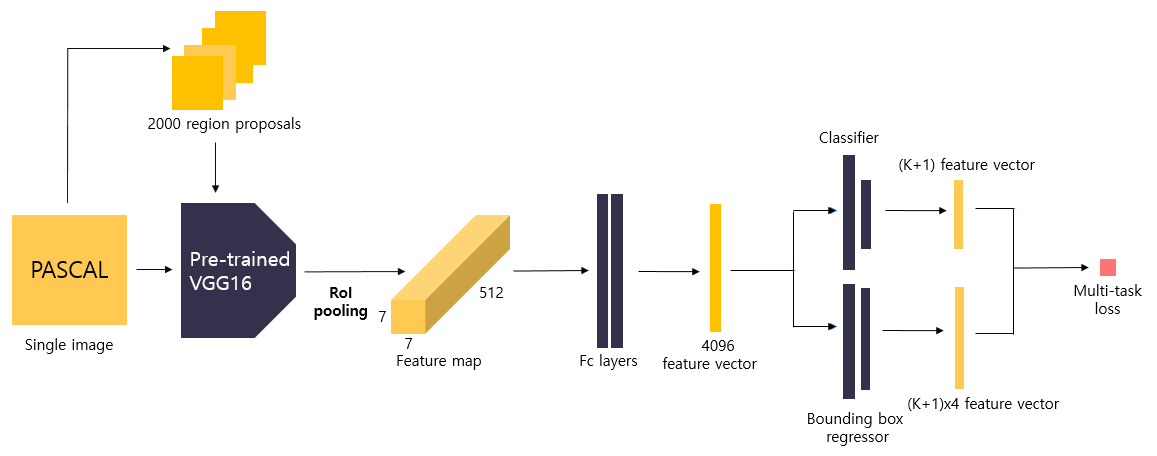 2000 region proposals
PASCAL
Single image
Pre-trained
VGG16
RoI
pooling
7
7
512
Feature map
Fc layers
4096
feature vector
Classifier
(K+1) feature vector
Bounding box
regressor
(K+1)x4 feature vector
Multi-task
loss